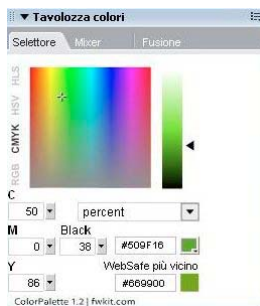 ▼ Tavolozza colori
Selettore Mixer Fusione
HLS
HSV
CMYK
RGB
C
50 percent
M Black
0 38 #509F16
Y WebSafe più vicino
86 #669900
ColorPalette 1.2 | fwkit.com